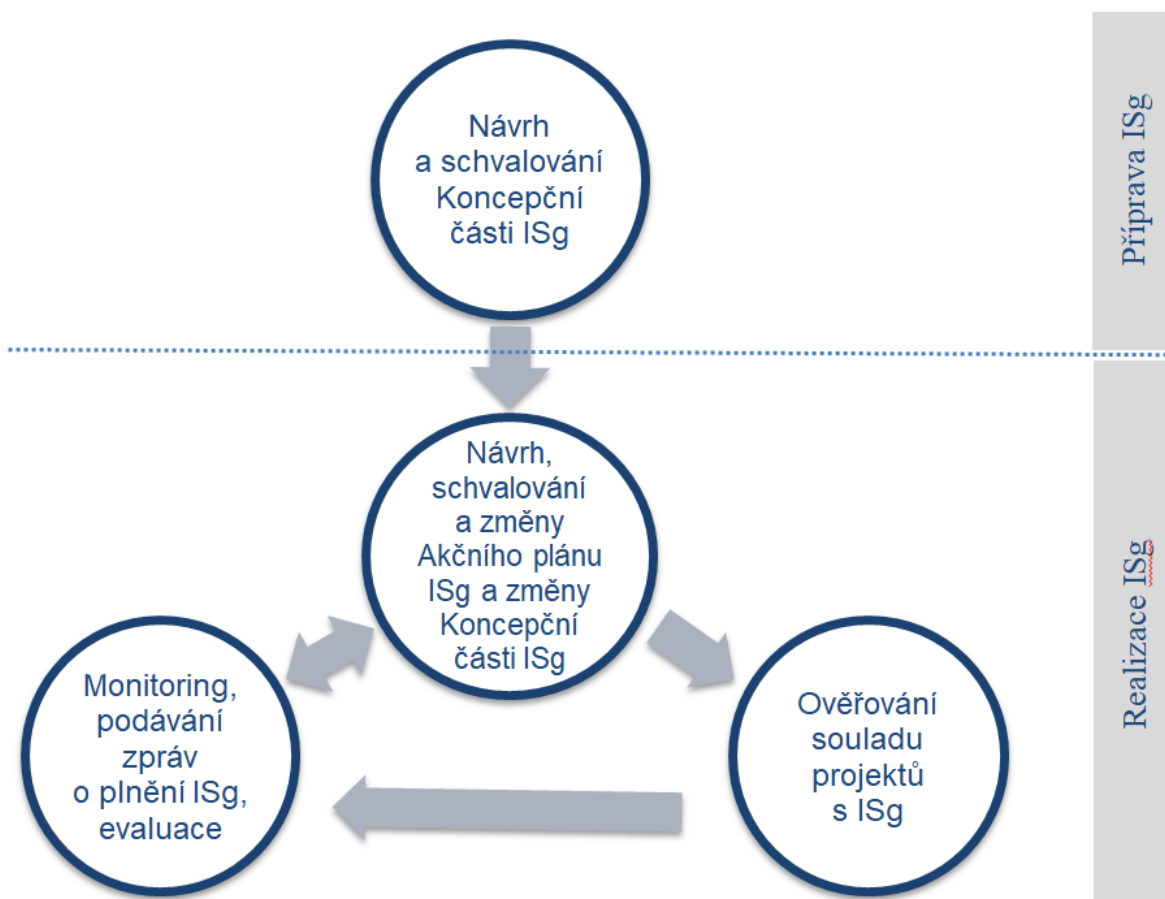 Návrh
a schvalování
Koncepční
části ISg
Příprava ISg
Návrh,
schvalování
a změny
Akčního plánu
ISg a změny
Koncepční
části ISg
Monitoring,
podávání
zpráv
o plnění ISg,
evaluace
Ověřování
souladu
projektů
s ISg
Realizace ISg